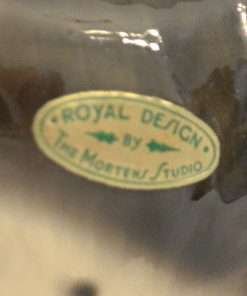 ROYAL DESIGN
BY
THE MORTENS STUDIO